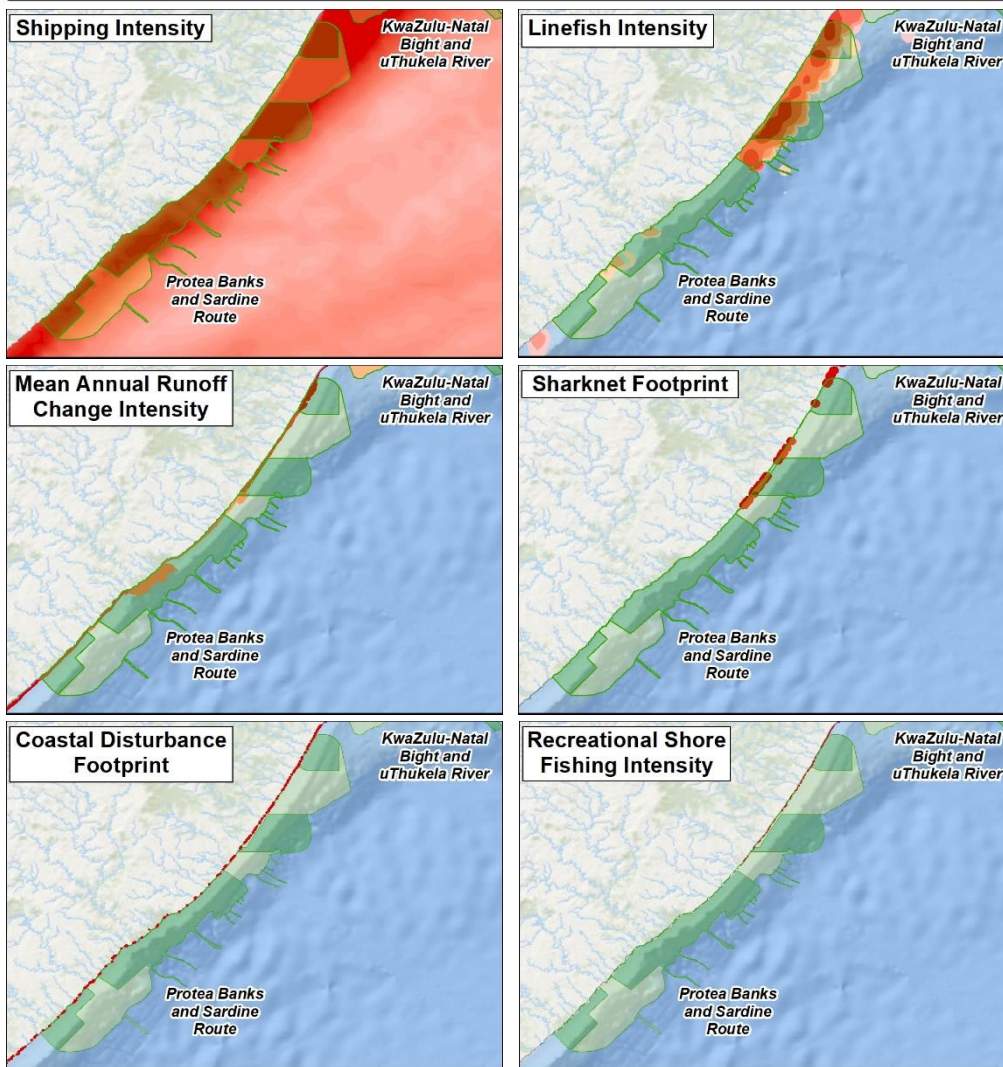 Shipping Intensity
KwaZulu-Natal
Bight and
uThukela River
Protea Banks
and Sardine
Route
Linefish Intensity
KwaZulu-Natal
Bight and
uThukela River
Protea Banks
and Sardine
Route
Mean Annual Runoff
Change Intensity
KwaZulu-Natal
Bight and
uThukela River
Protea Banks
and Sardine
Route
Sharknet Footprint
KwaZulu-Natal
Bight and
uThukela River
Protea Banks
and Sardine
Route
Coastal Disturbance
Footprint
KwaZulu-Natal
Bight and
uThukela River
Protea Banks
and Sardine
Route
Recreational Shore
Fishing Intensity
KwaZulu-Natal
Bight and
uThukela River
Protea Banks
and Sardine
Route